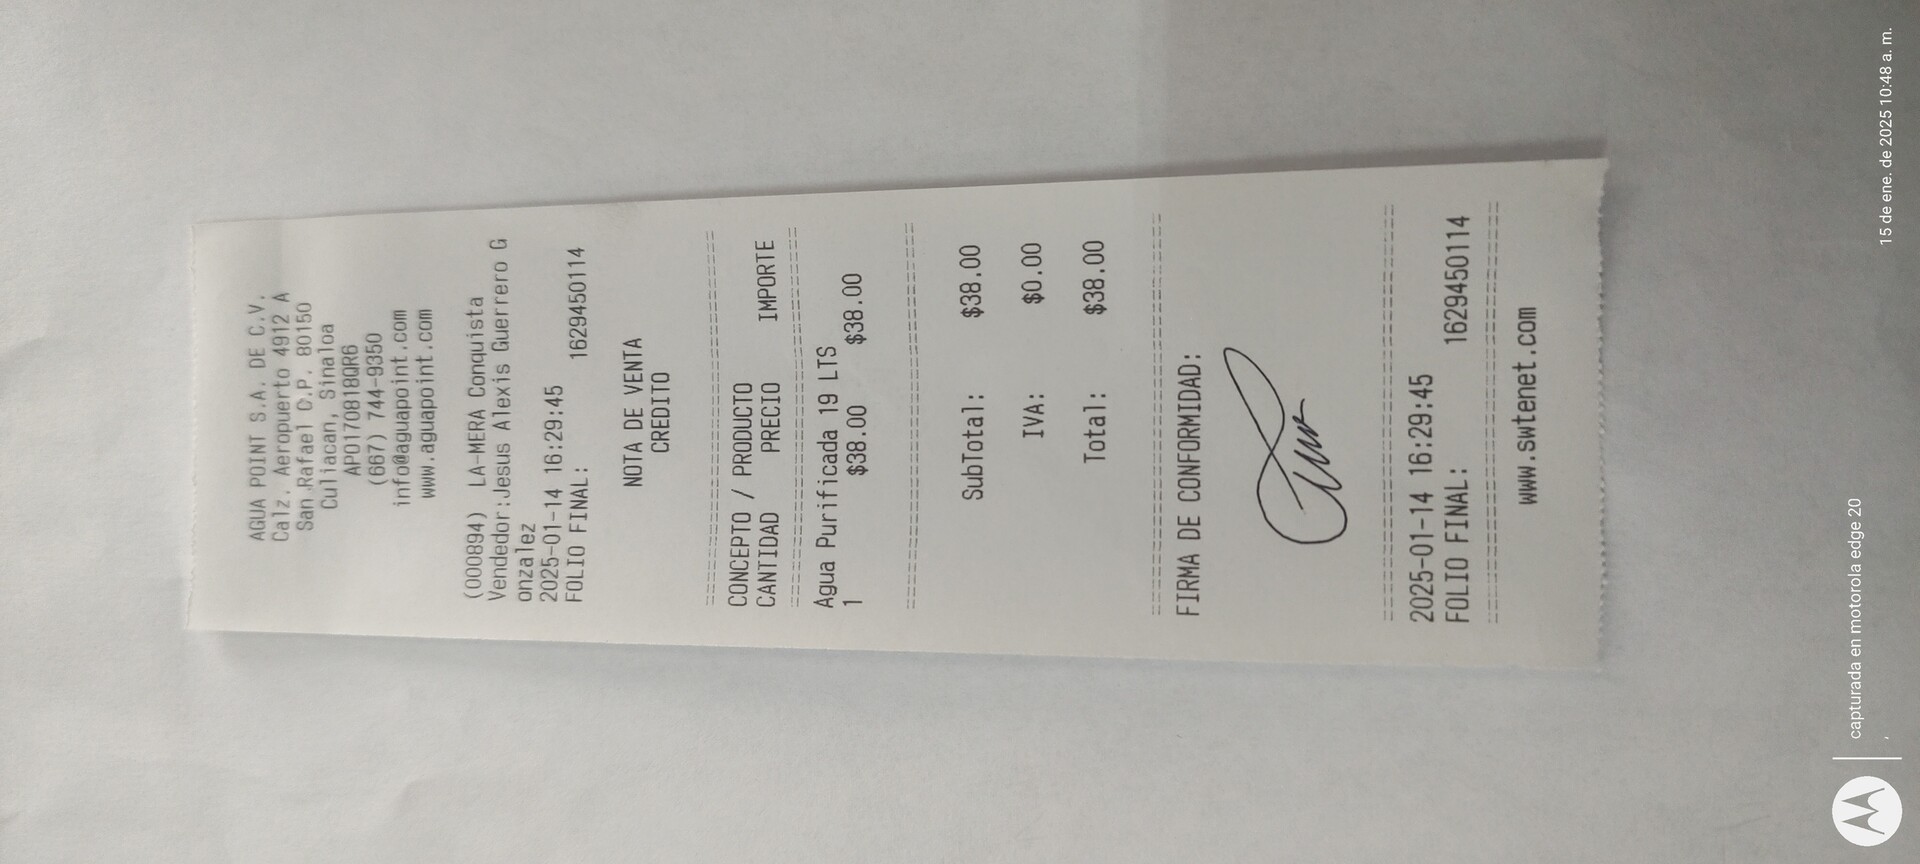 AGUA POINT S.A. DE C.V.
Calz. Aeropuerto 4912 A
San Rafael C.P. 80150
Culiacan, Sinaloa
APO170818QR6
(667) 744-9350
info@aguapoint.com
www.aguapoint.com
(000894) LA-MERA Conquista
Vendedor:Jesus Alexis Guerrero G
onzalez
2025-01-14 16:29:45
FOLIO FINAL: 1629450114
NOTA DE VENTA
CREDITO
CONCEPTO / PRODUCTO
CANTIDAD PRECIO IMPORTE
Agua Purificada 19 LTS
1 $38.00 $38.00
SubTotal: $38.00
IVA: $0.00
Total: $38.00
FIRMA DE CONFORMIDAD:
2025-01-14 16:29:45
FOLIO FINAL: 1629450114
www.swtenet.com
capturada en motorola edge 20
15 de ene. de 2025 10:48 a. m.